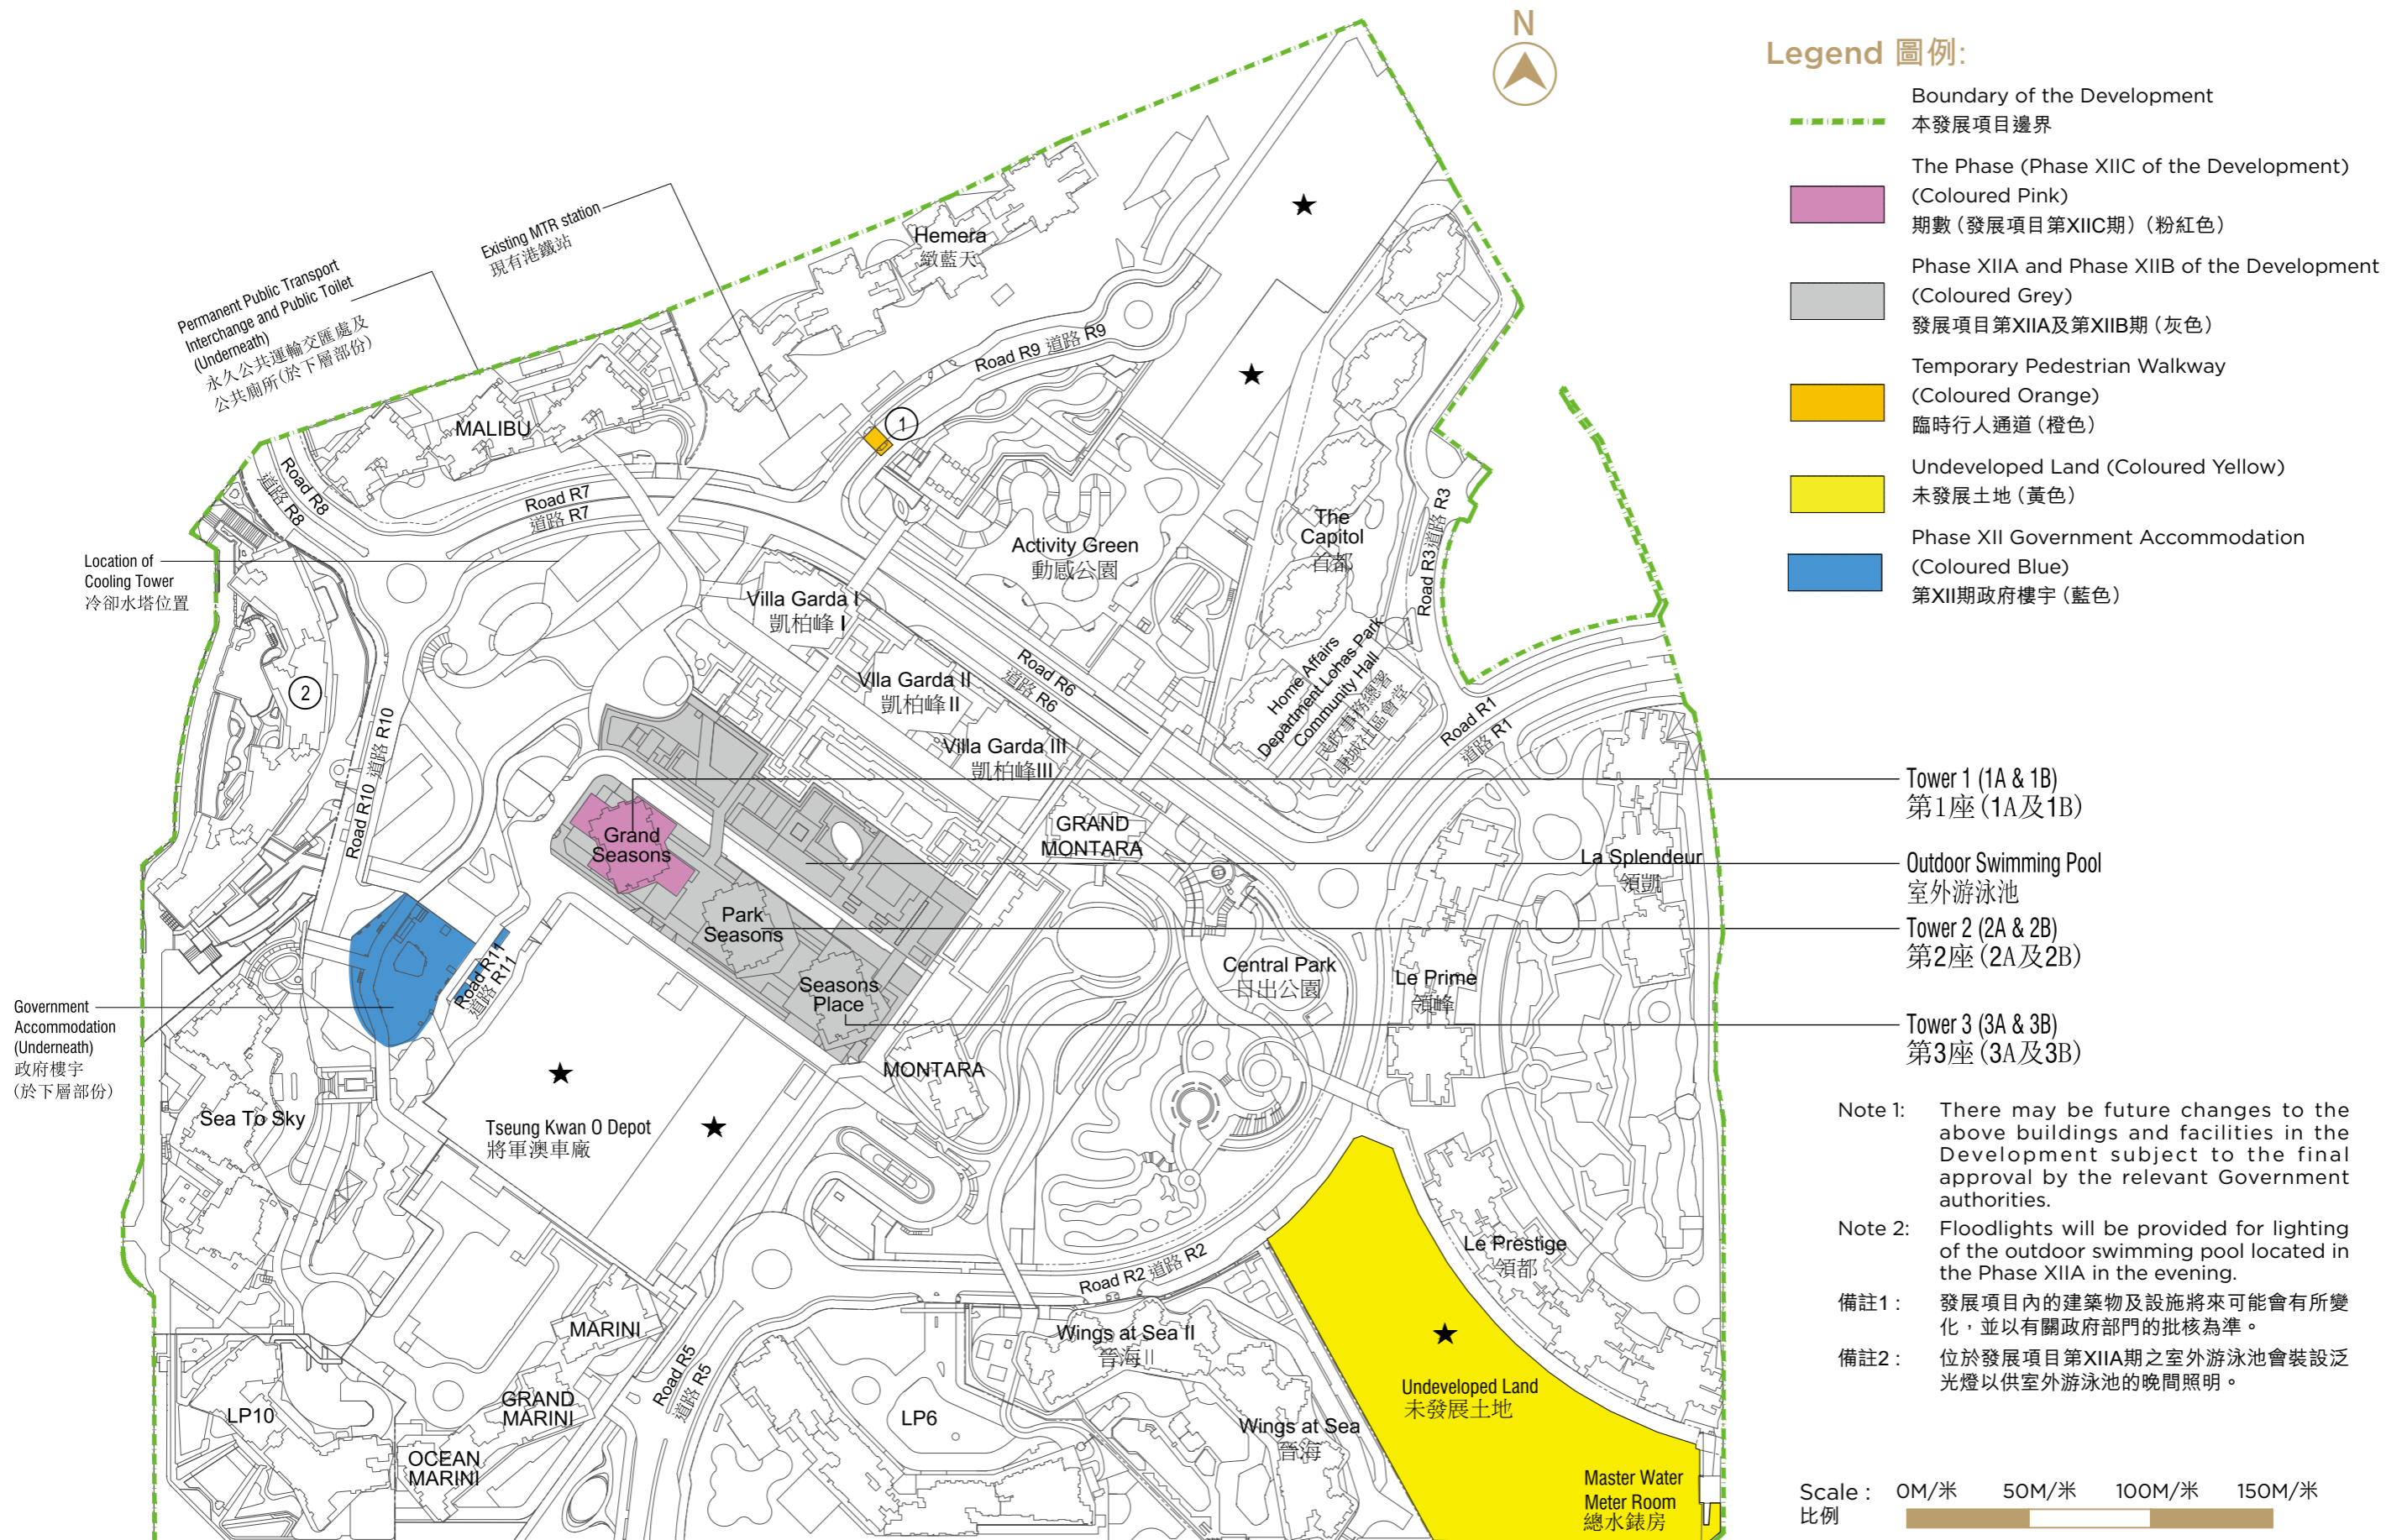 N
Legend 圖例:
Boundary of the Development
本發展項目邊界
The Phase (Phase XIIC of the Development)
(Coloured Pink)
期數 (發展項目第XIIC期) (粉紅色)
Phase XIIA and Phase XIIB of the Development
(Coloured Grey)
發展項目第XIIA及第XIIB期 (灰色)
Temporary Pedestrian Walkway
(Coloured Orange)
臨時行人通道 (橙色)
Undeveloped Land (Coloured Yellow)
未發展土地 (黃色)
Phase XII Government Accommodation
(Coloured Blue)
第XII期政府樓宇 (藍色)
Existing MTR station
現有港鐵站
Permanent Public Transport
Interchange and Public Toilet
(Underneath)
永久公共運輸交匯處及
公共廁所(於下層部份)
Hemera
緻藍天
Road R9 道路 R9
MALIBU
1
Road R8
道路 R8
Road R7
道路 R7
Location of
Cooling Tower
冷卻水塔位置
Activity Green
動感公園
The
Capitol
首都
Road R3 道路 R3
Villa Garda I
凱柏峰 I
Villa Garda II
凱柏峰 II
Villa Garda III
凱柏峰III
Road R6
道路 R6
Home Affairs
Department Lohas Park
Community Hall
民政事務總署
康城社區會堂
Road R1
道路 R1
2
Road R10 道路 R10
Grand
Seasons
Park
Seasons
Seasons
Place
GRAND
MONTARA
La Splendeur
領凱
Tower 1 (1A & 1B)
第1座 (1A及1B)
Outdoor Swimming Pool
室外游泳池
Tower 2 (2A & 2B)
第2座 (2A及2B)
Tower 3 (3A & 3B)
第3座 (3A及3B)
Central Park
日出公園
Le Prime
領峰
Road R11
道路 R11
Government
Accommodation
(Underneath)
政府樓宇
(於下層部份)
MONTARA
Sea To Sky
Tseung Kwan O Depot
將軍澳車廠
Note 1: There may be future changes to the
above buildings and facilities in the
Development subject to the final
approval by the relevant Government
authorities.
Note 2: Floodlights will be provided for lighting
of the outdoor swimming pool located in
the Phase XIIA in the evening.
備註1 : 發展項目內的建築物及設施將來可能會有所變
化，並以有關政府部門的批核為準。
備註2 : 位於發展項目第XIIA期之室外游泳池會裝設泛
光燈以供室外游泳池的晚間照明。
Le Prestige
領都
Road R2 道路 R2
MARINI
Road R5
道路 R5
Wings at Sea II
晉海II
GRAND
MARINI
LP10
LP6
Wings at Sea
晉海
Undeveloped Land
未發展土地
OCEAN
MARINI
Master Water
Meter Room
總水錶房
Scale : 0M/米 50M/米 100M/米 150M/米
比例